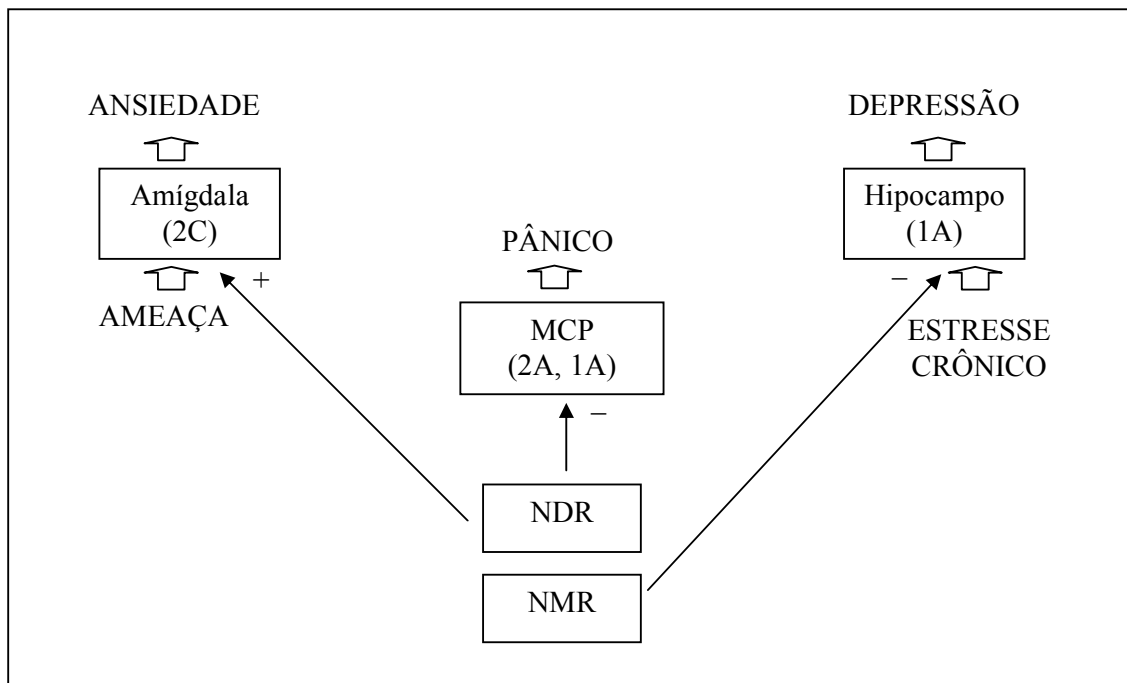 ANSIEDADE
Amígdala
(2C)
+
AMEAÇA
PÂNICO
MCP
(2A, 1A)
–
DEPRESSÃO
Hipocampo
(1A)
–
ESTRESSE
CRÔNICO
NDR
NMR